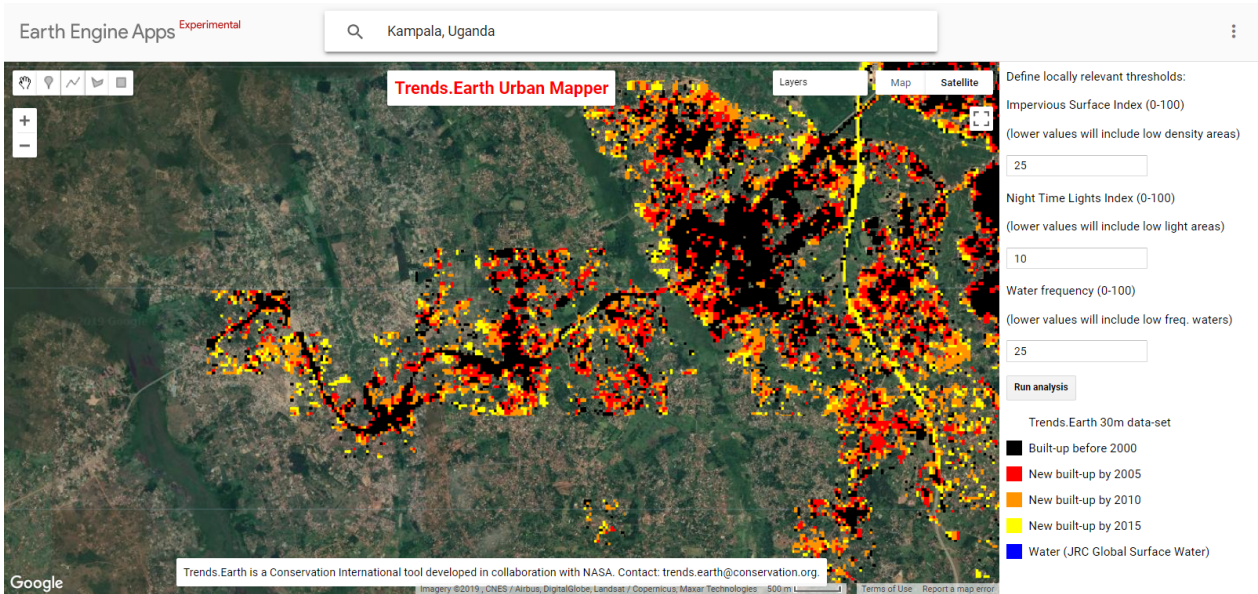 Earth Engine Apps Experimental
Kampala, Uganda
Trends.Earth Urban Mapper
Layers
Map
Satellite
+
−
Define locally relevant thresholds:
Impervious Surface Index (0-100)
(lower values will include low density areas)
25
Night Time Lights Index (0-100)
(lower values will include low light areas)
10
Water frequency (0-100)
(lower values will include low freq. waters)
25
Run analysis
Trends.Earth 30m data-set
Built-up before 2000
New built-up by 2005
New built-up by 2010
New built-up by 2015
Water (JRC Global Surface Water)
Trends.Earth is a Conservation International tool developed in collaboration with NASA. Contact: trends.earth@conservation.org.
Google
Imagery ©2019 , CNES / Airbus, DigitalGlobe, Landsat / Copernicus, Maxar Technologies
500 m
Terms of Use
Report a map error